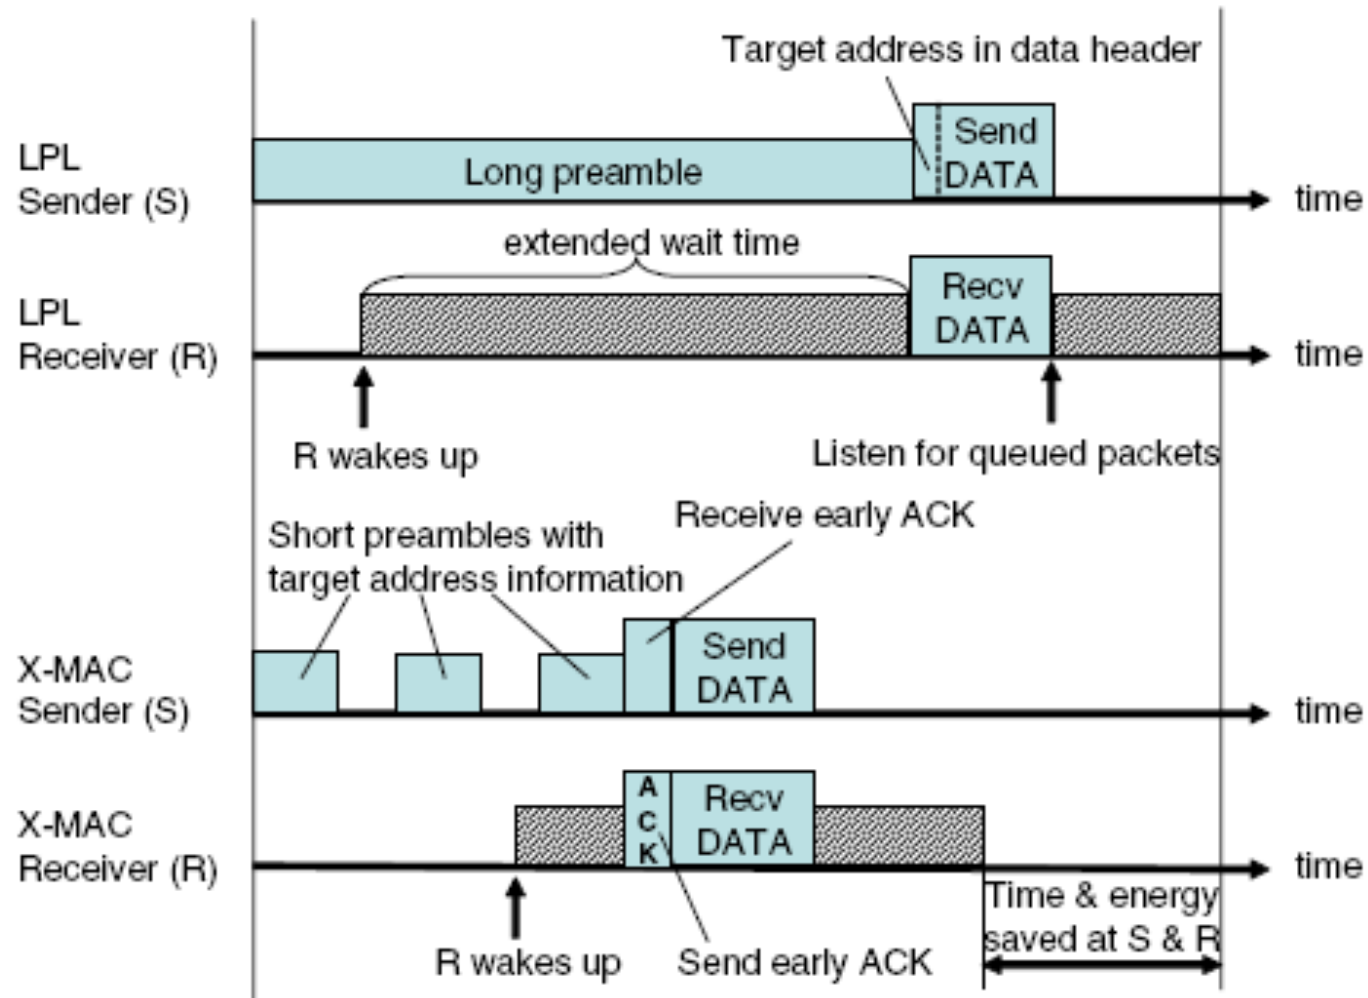 Target address in data header
LPL
Sender (S)
Long preamble
Send
DATA
time
extended wait time
LPL
Receiver (R)
Recv
DATA
time
R wakes up
Listen for queued packets
Receive early ACK
Short preambles with
target address information
X-MAC
Sender (S)
Send
DATA
time
X-MAC
Receiver (R)
A
C
K
Recv
DATA
time
R wakes up
Send early ACK
Time & energy
saved at S & R